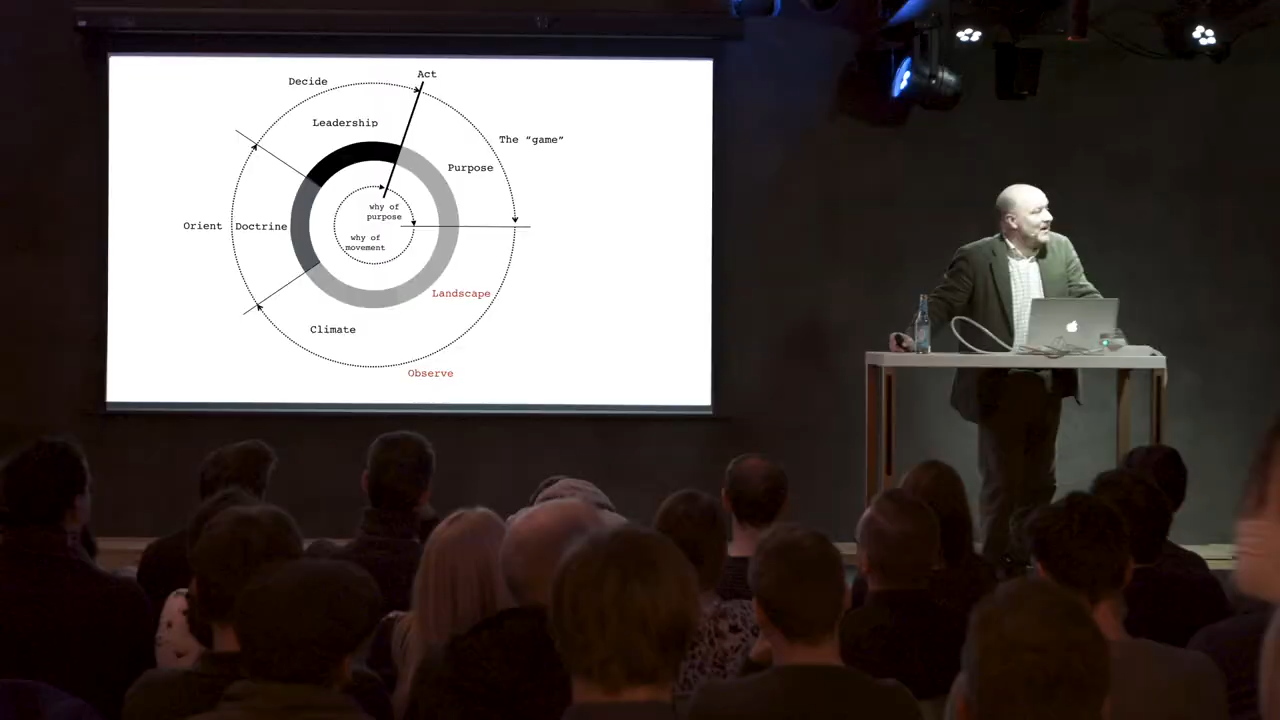 Decide
Act
Leadership
The “game”
Purpose
why of
purpose
Orient
Doctrine
why of
movement
Landscape
Climate
Observe